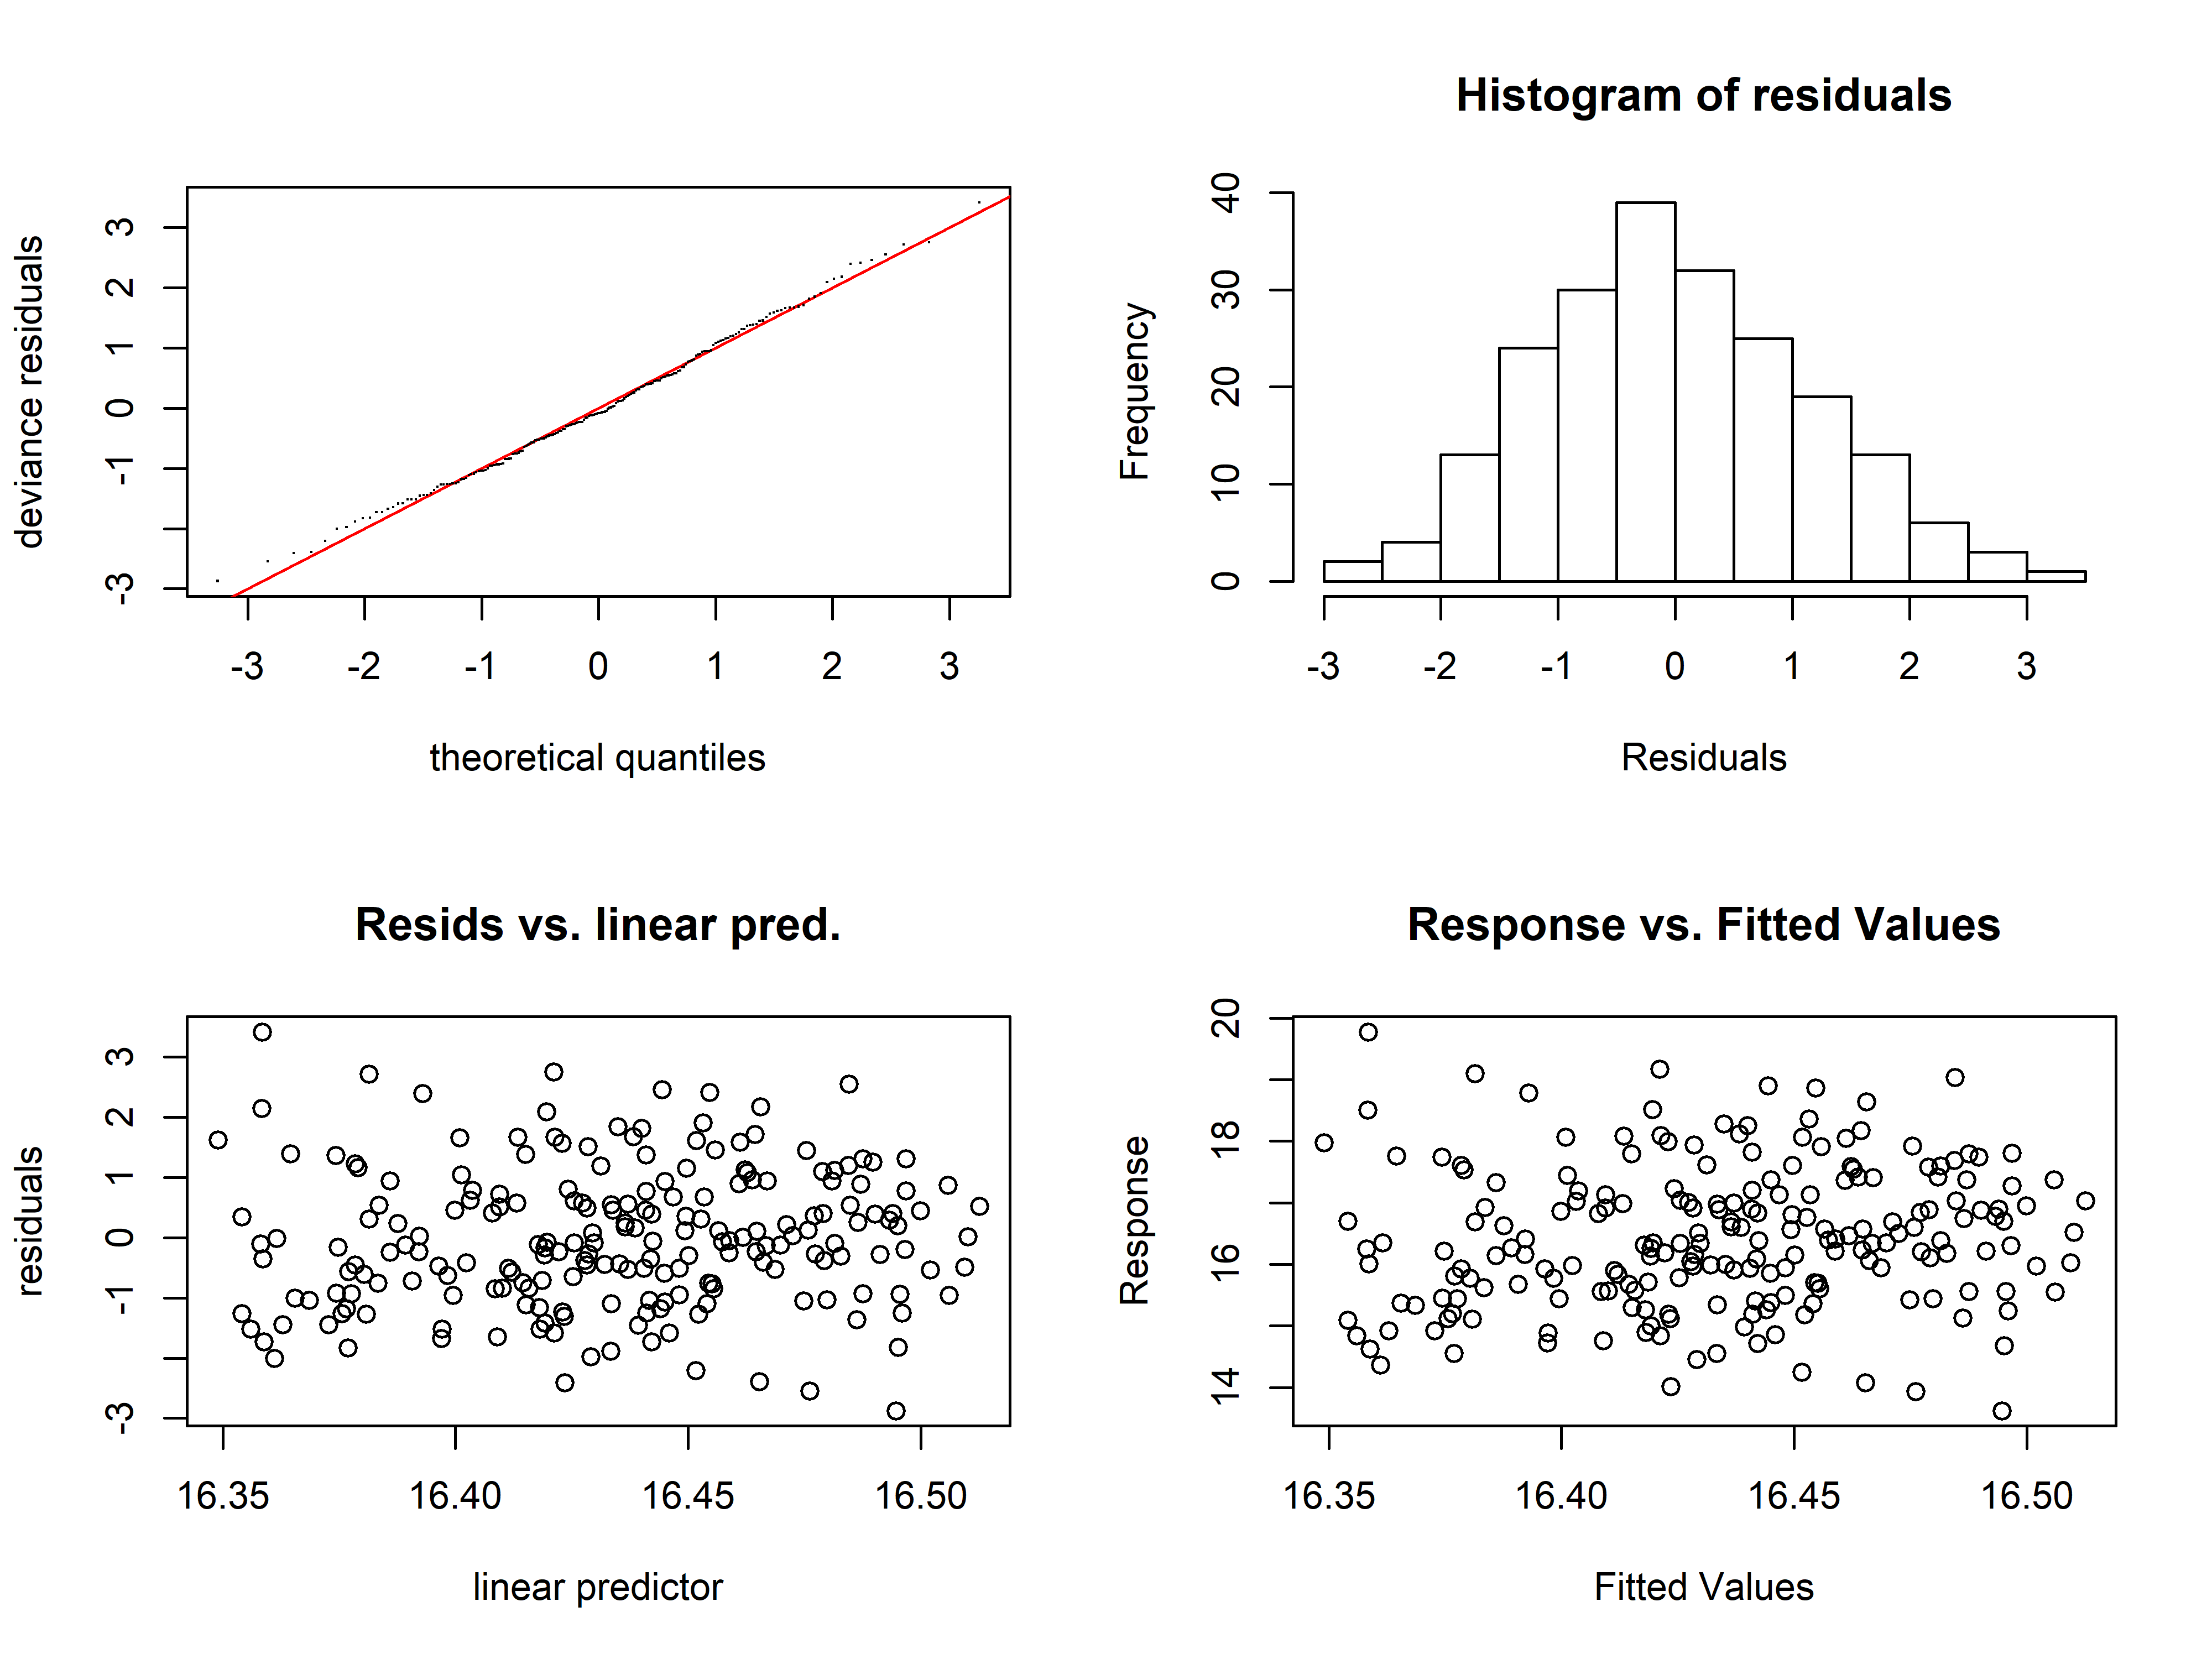 deviance residuals
3
2
1
0
-1
-3
-3 -2 -1 0 1 2 3
theoretical quantiles
Histogram of residuals
Frequency
40
30
20
10
0
-3 -2 -1 0 1 2 3
Residuals
Resids vs. linear pred.
residuals
3
2
1
0
-1
-3
16.35 16.40 16.45 16.50
linear predictor
Response vs. Fitted Values
Response
20
18
16
14
16.35 16.40 16.45 16.50
Fitted Values